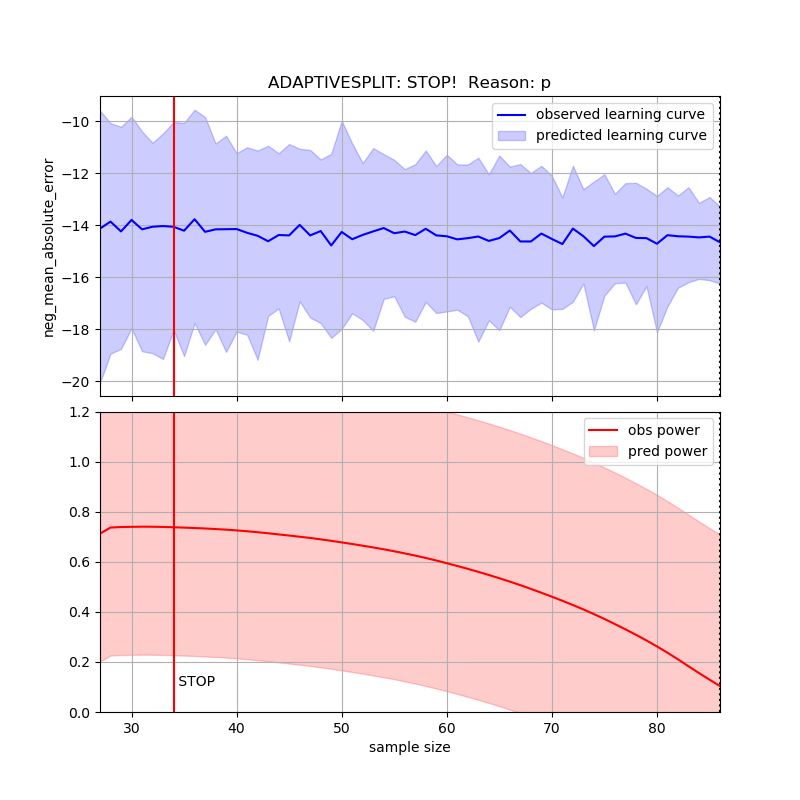 ADAPTIVESPLIT: STOP!  Reason: p
observed learning curve
predicted learning curve
−10
−12
−14
−16
−18
−20
neg_mean_absolute_error
obs power
pred power
1.2
1.0
0.8
0.6
0.4
0.2
0.0
STOP
30 40 50 60 70 80
sample size